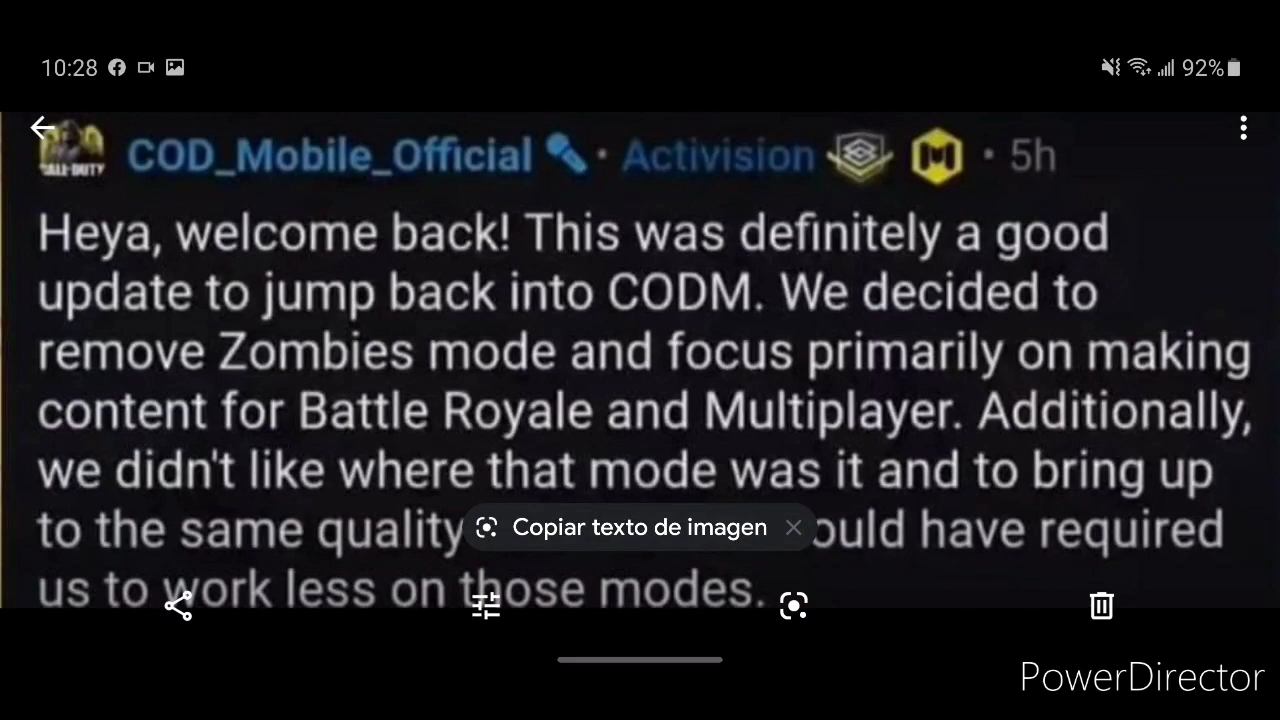 10:28 92%
COD_Mobile_Official • Activision • 5h
Heya, welcome back! This was definitely a good
update to jump back into CODM. We decided to
remove Zombies mode and focus primarily on making
content for Battle Royale and Multiplayer. Additionally,
we didn't like where that mode was it and to bring up
to the same quality ould have required
Copiar texto de imagen
us to work less on those modes.
PowerDirector